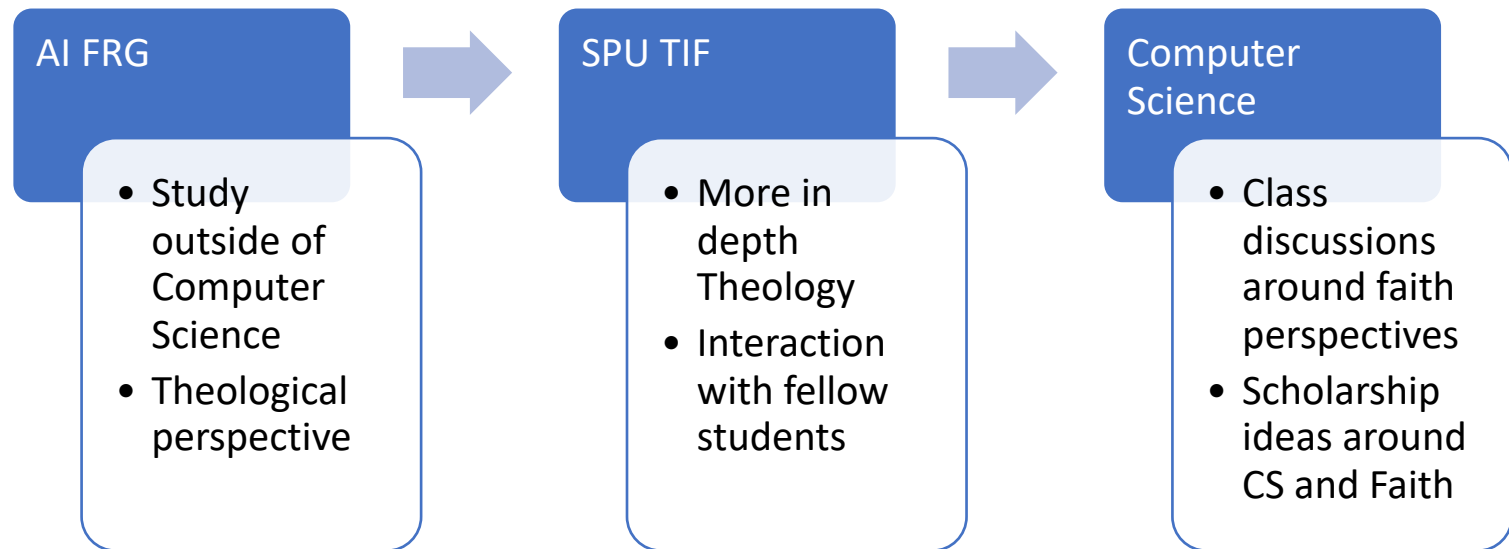 AI FRG
• Study
outside of
Computer
Science
• Theological
perspective
SPU TIF
• More in
depth
Theology
• Interaction
with fellow
students
Computer
Science
• Class
discussions
around faith
perspectives
• Scholarship
ideas around
CS and Faith